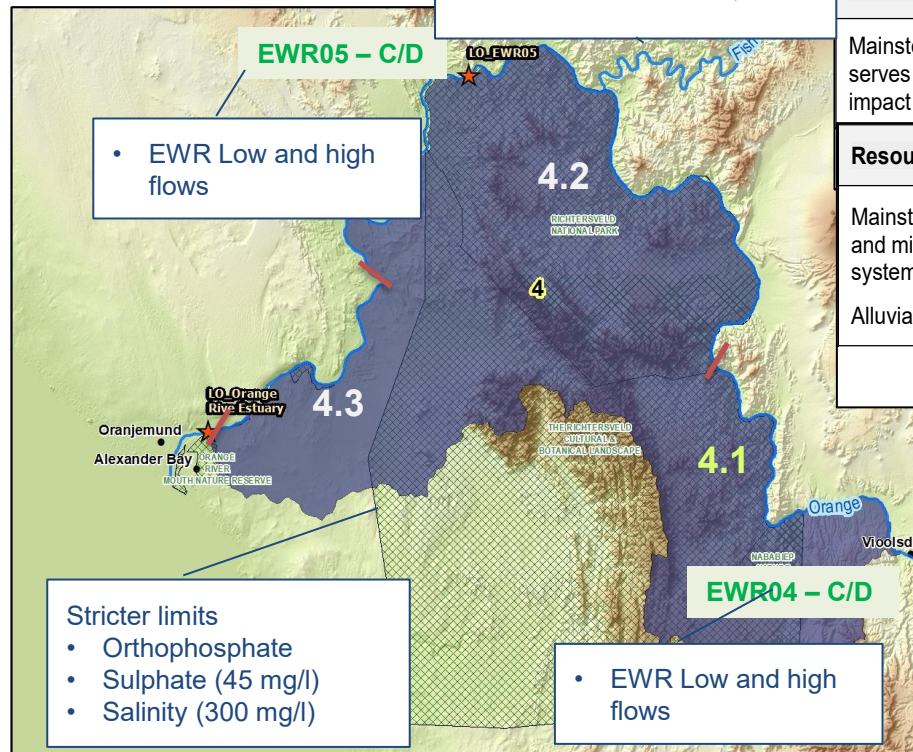 EWR05 – C/D
LO_EWR05
Fish
• EWR Low and high
flows
4.2
RICHTERSVELD
NATIONAL PARK
4
LO_Orange
Rive Estuary
4.3
Oranjemund
Alexander Bay
ORANGE
RIVER
MOUTH NATURE RESERVE
THE RICHTERSVELD
CULTURAL &
BOTANICAL LANDSCAPE
4.1
Orange
Vioolsd
NABABIEP
EWR04 – C/D
• EWR Low and high
flows
Stricter limits
• Orthophosphate
• Sulphate (45 mg/l)
• Salinity (300 mg/l)
Mainste
serves
impact
Resou
Mainst
and mi
system
Alluvia